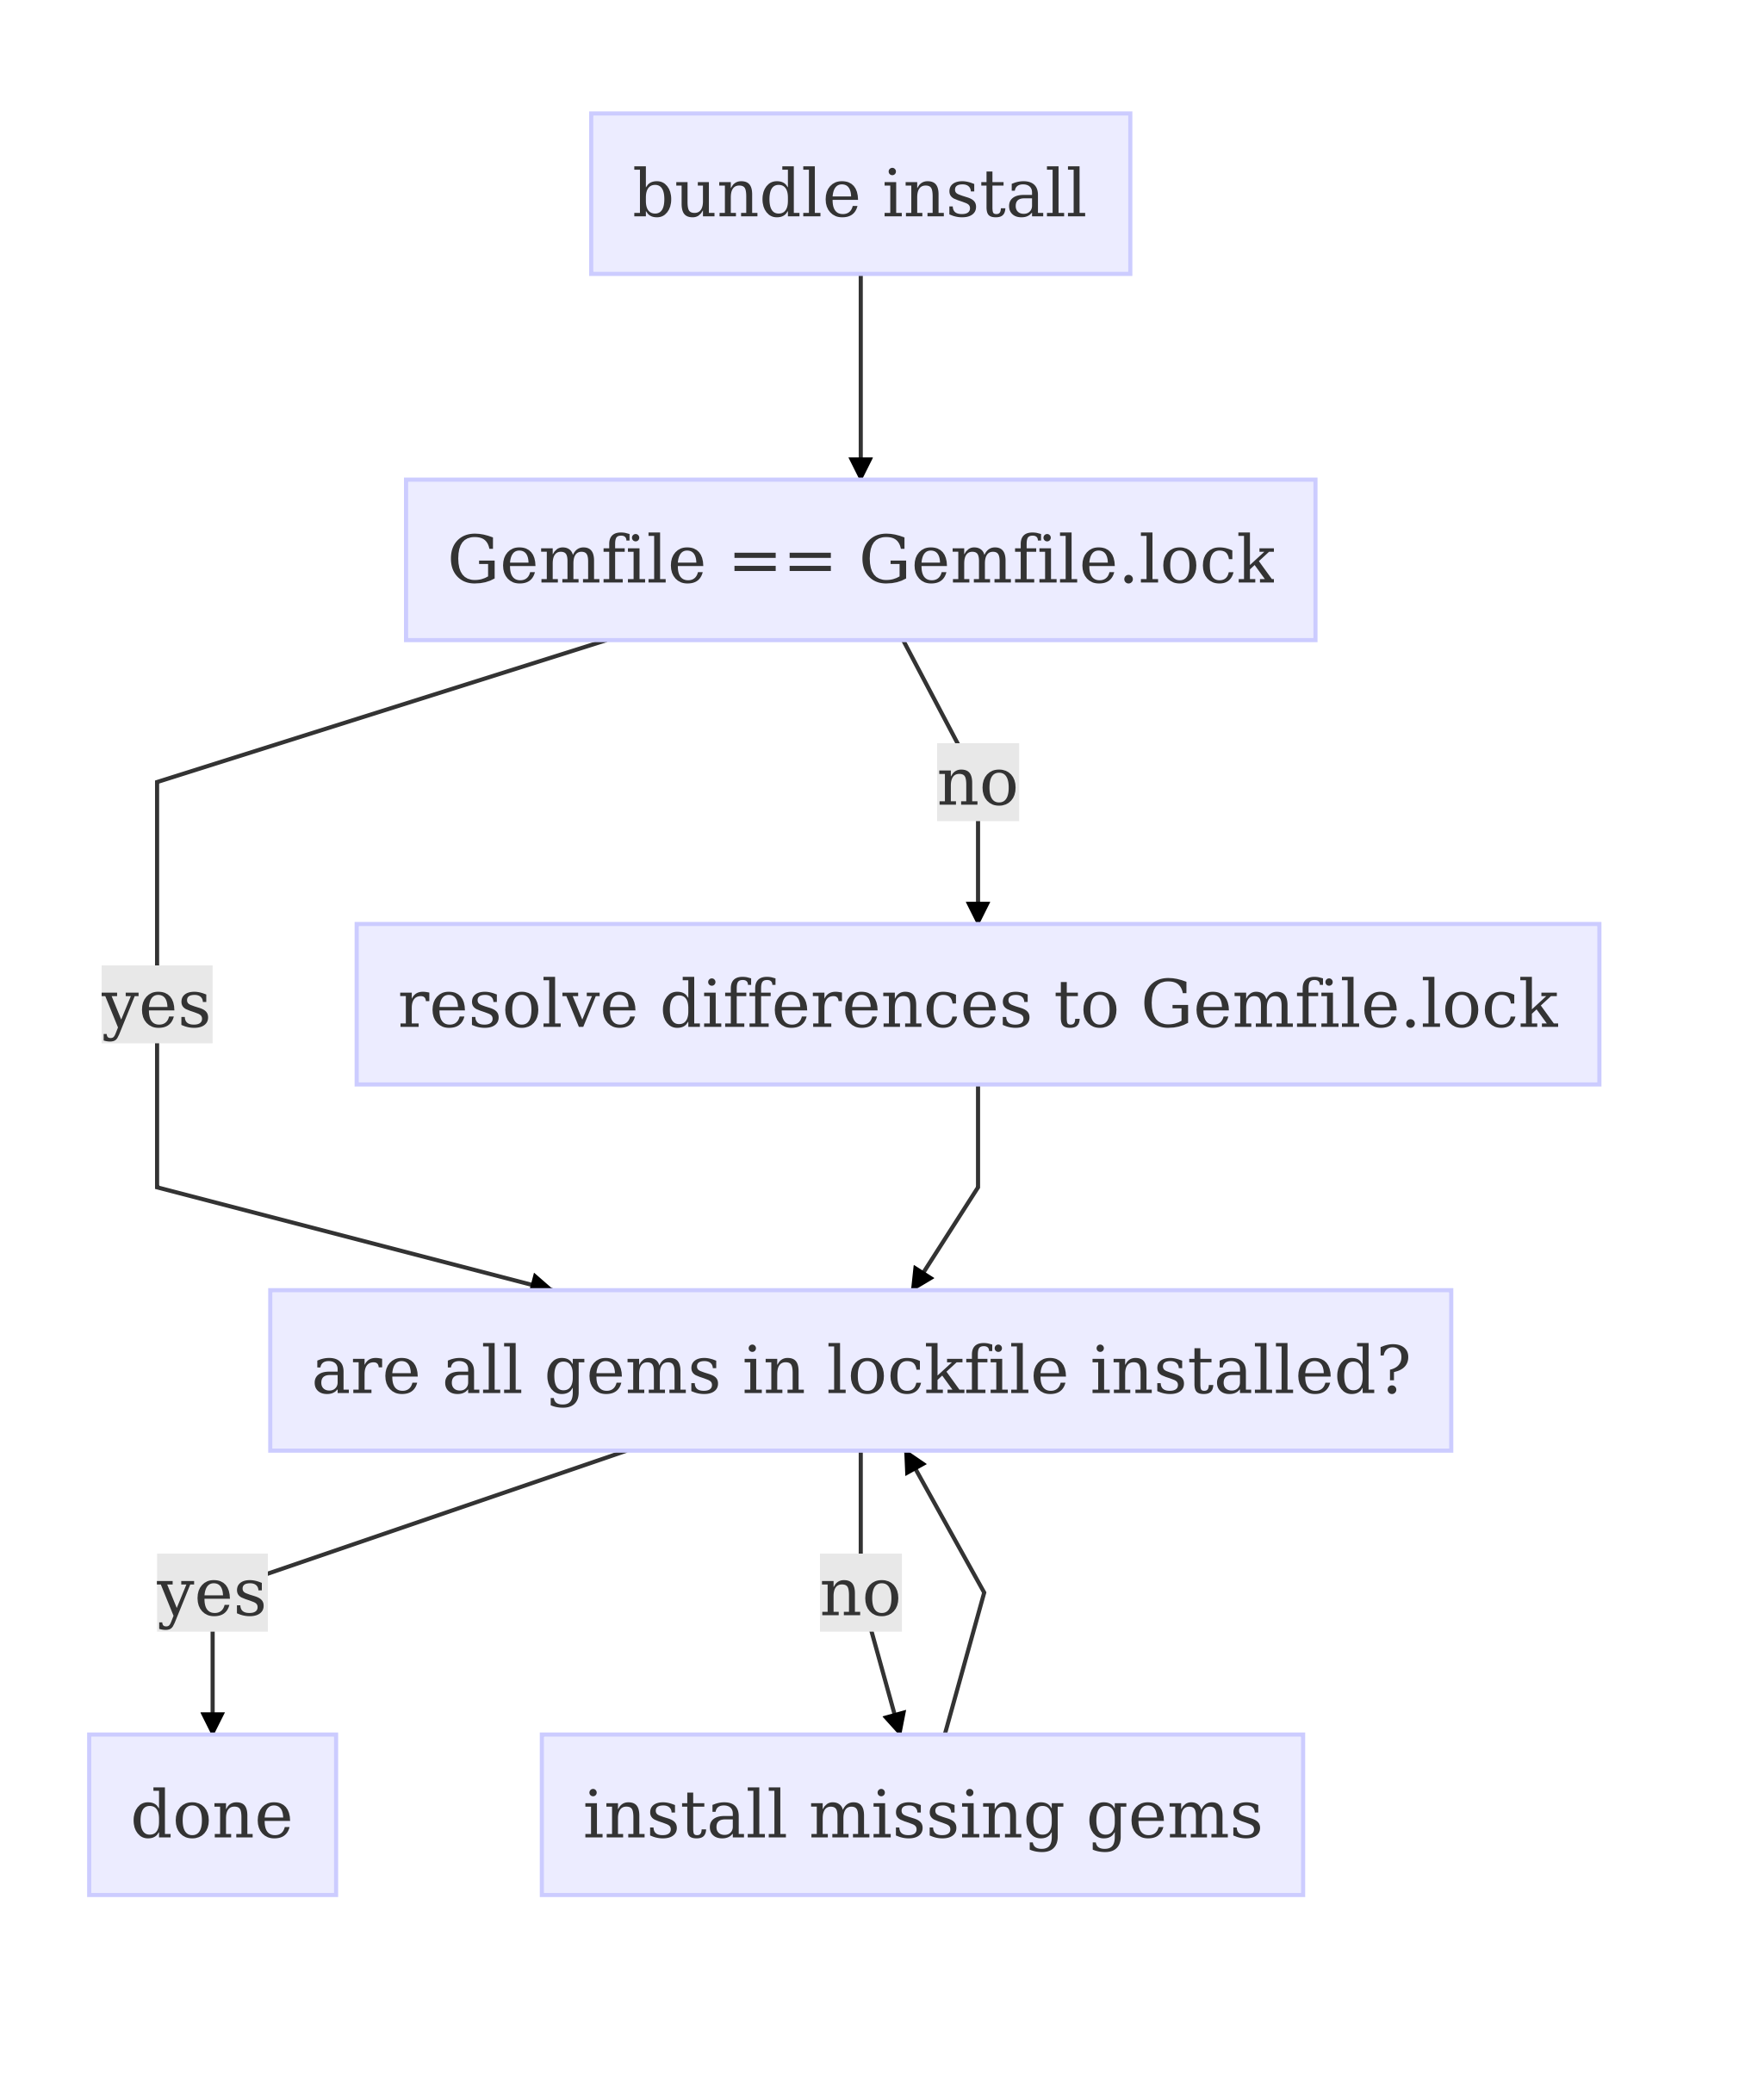 bundle install
Gemfile == Gemfile.lock
no
yes
resolve differences to Gemfile.lock
are all gems in lockfile installed?
yes
no
done
install missing gems